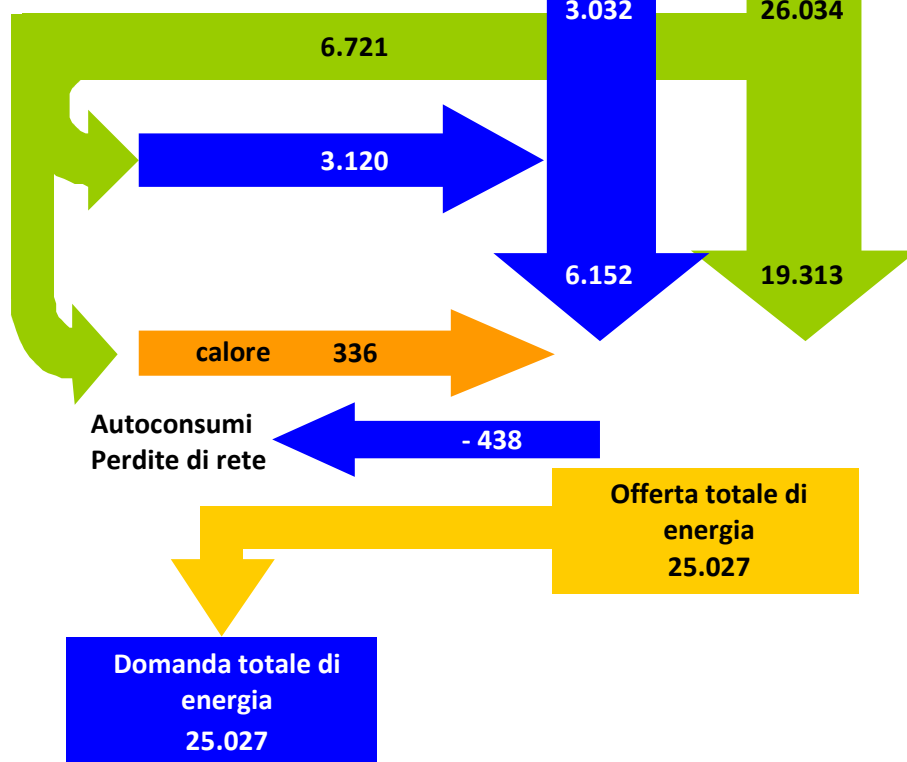 3.032
26.034
6.721
3.120
6.152
19.313
calore 336
Autoconsumi
Perdite di rete
- 438
Offerta totale di
energia
25.027
Domanda totale di
energia
25.027